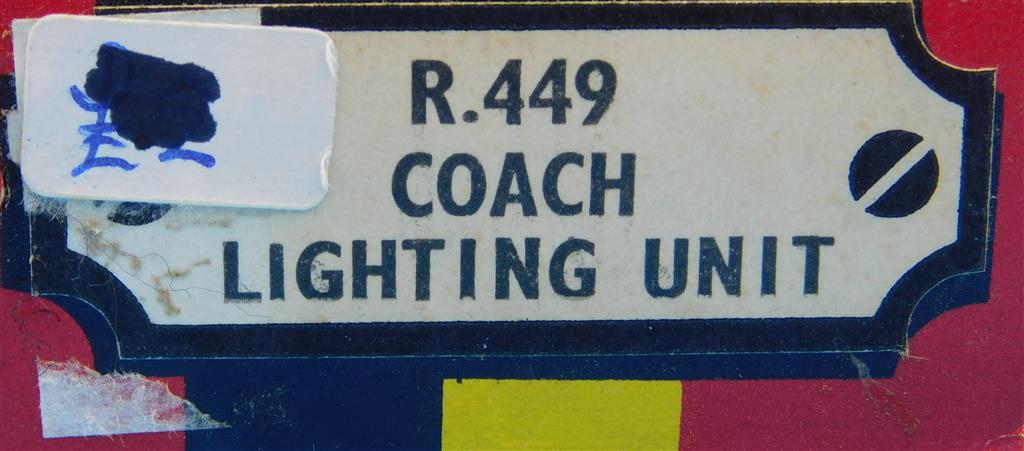 £
R.449
COACH
LIGHTING UNIT